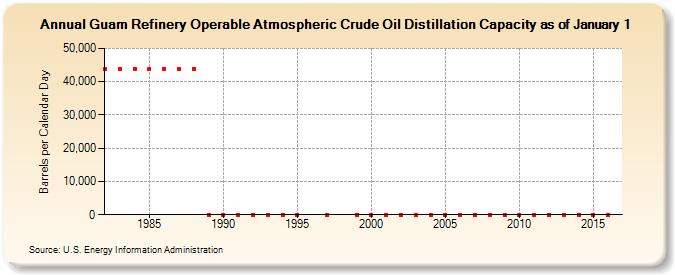 Annual Guam Refinery Operable Atmospheric Crude Oil Distillation Capacity as of January 1
Barrels per Calendar Day
50,000
40,000
30,000
20,000
10,000
0
1985 1990 1995 2000 2005 2010 2015
Source: U.S. Energy Information Administration